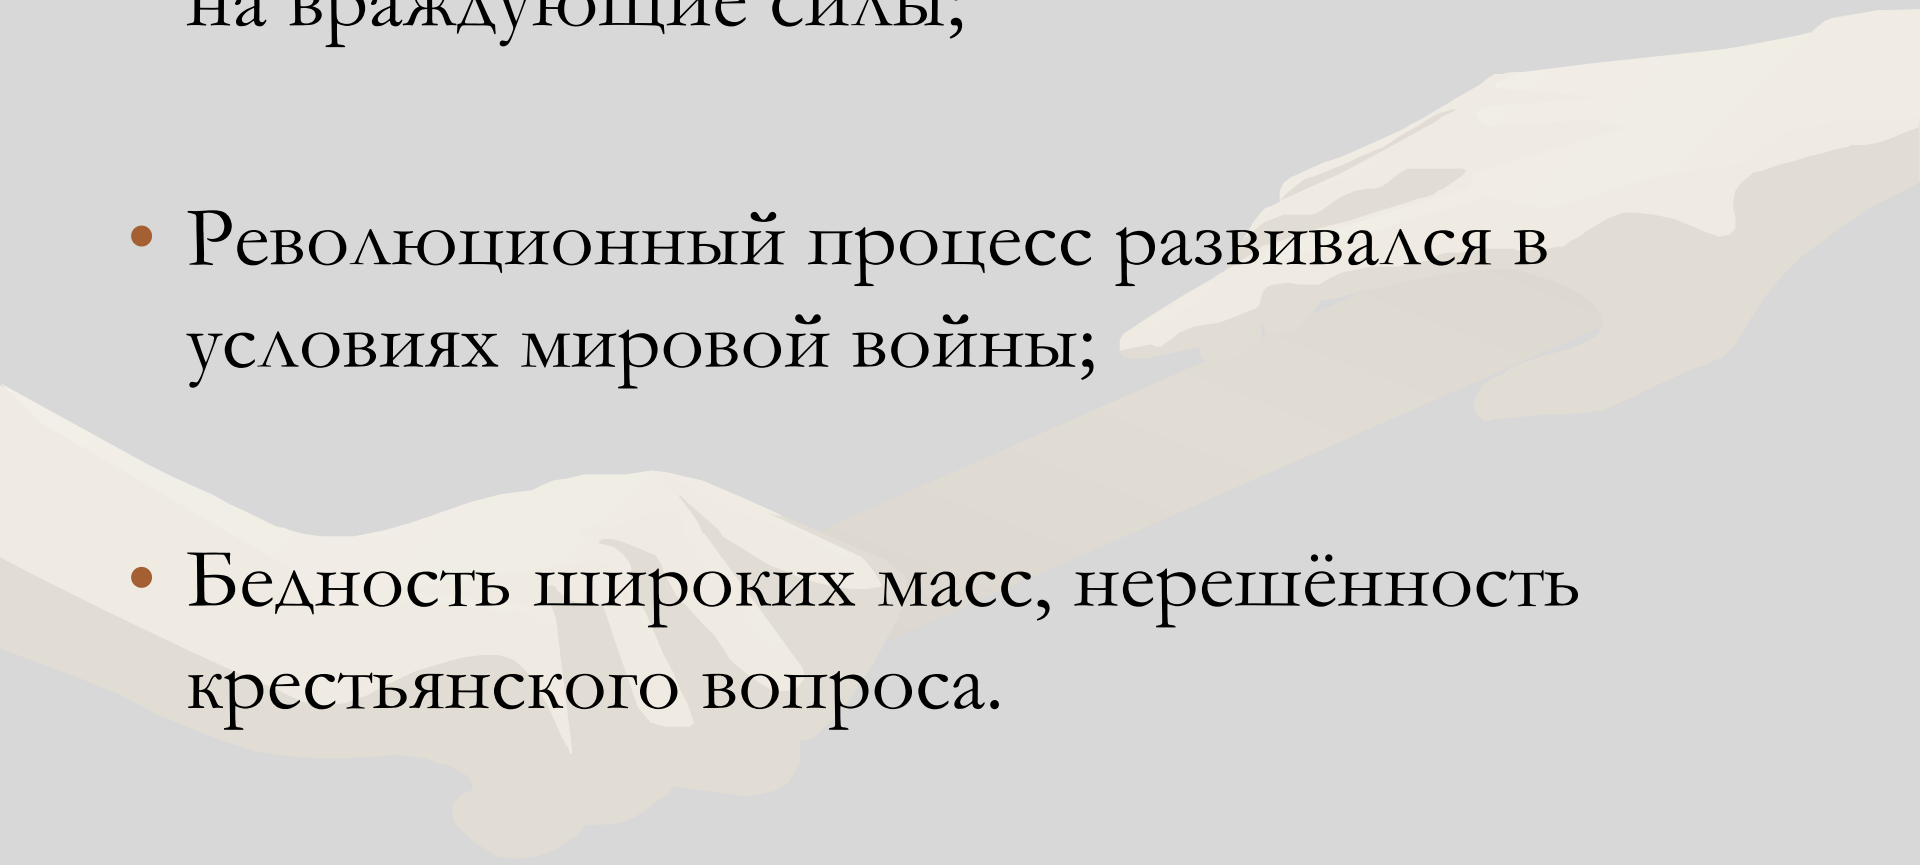 на враждующие силы;
• Революционный процесс развивался в
условиях мировой войны;
• Бедность широких масс, нерешённость
крестьянского вопроса.